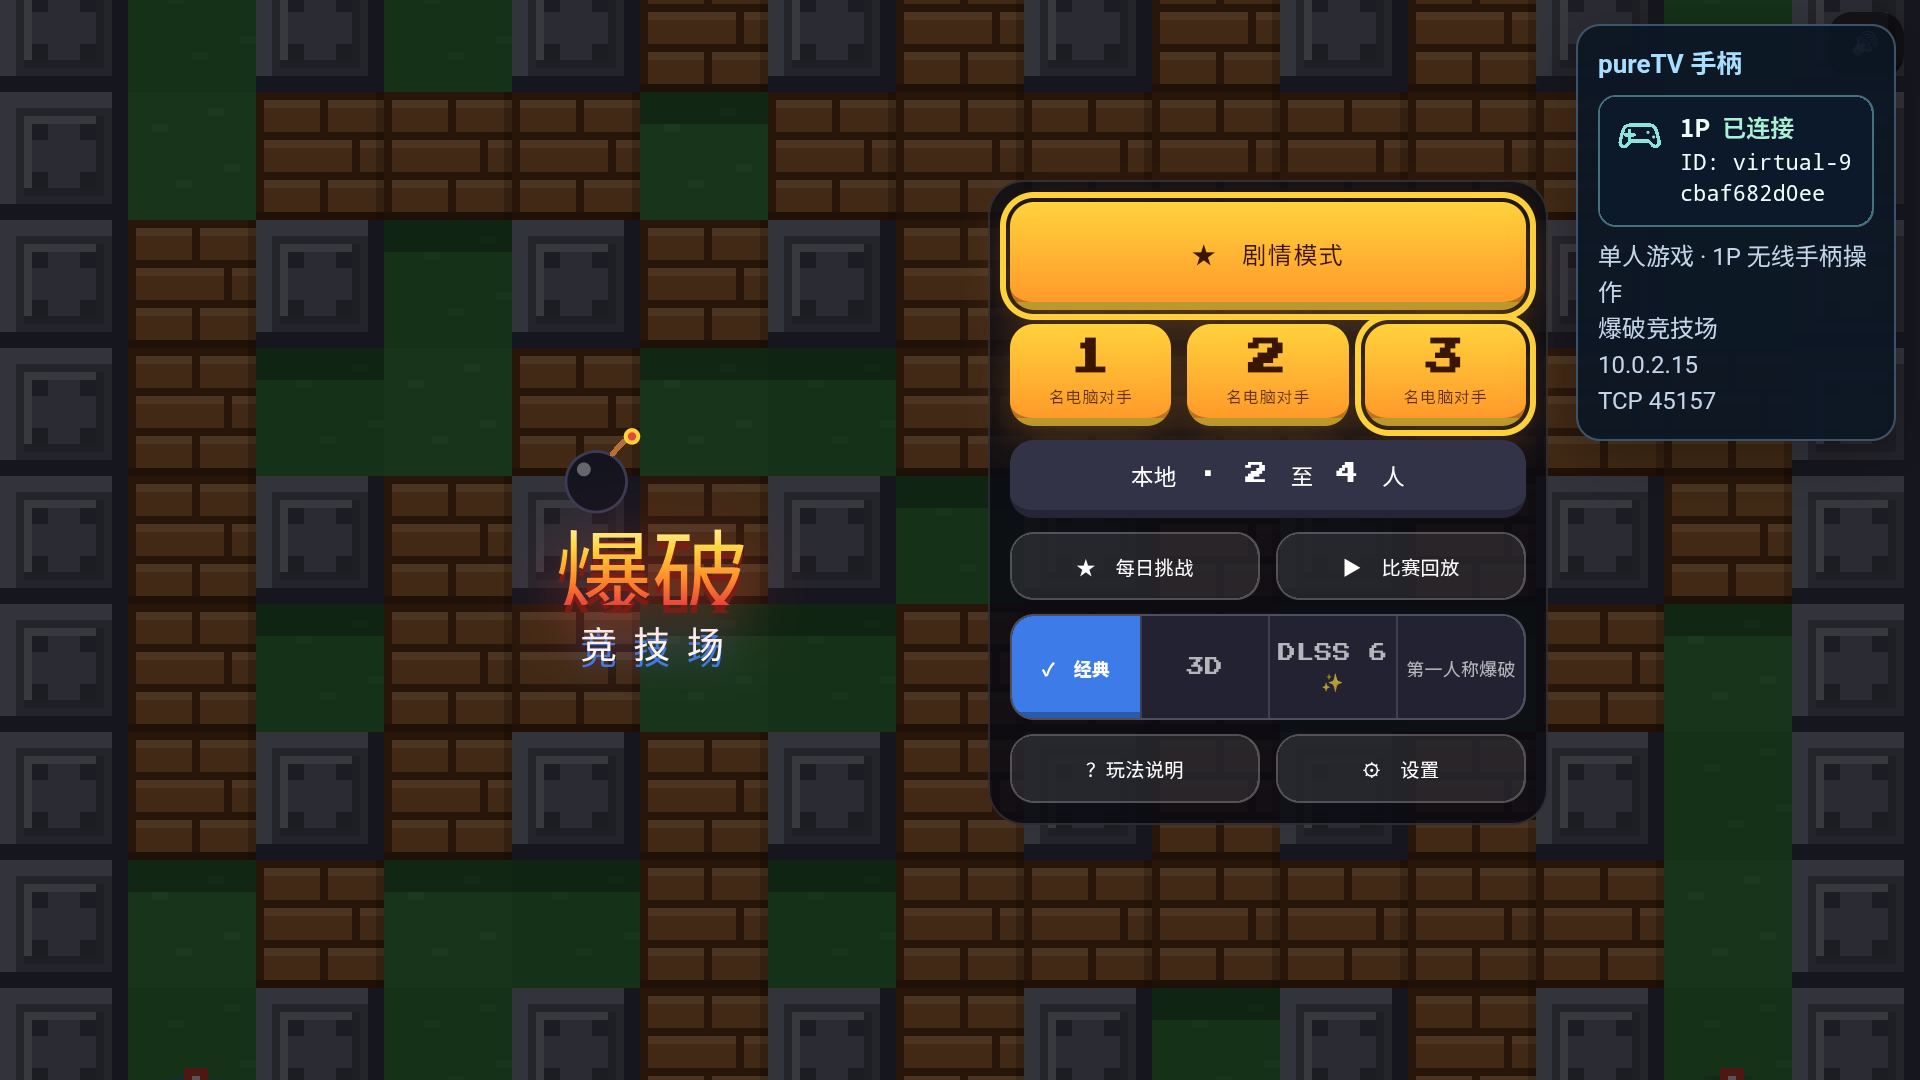 爆破
竞技场
★ 剧情模式
1
名电脑对手
2
名电脑对手
3
名电脑对手
本地 · 2 至 4 人
★ 每日挑战
▶ 比赛回放
✓ 经典
3D
DLSS 6 ✨
第一人称爆破
? 玩法说明
⚙ 设置
pureTV 手柄
1P 已连接
ID: virtual-9
cbaf682d0ee
单人游戏 · 1P 无线手柄操
作
爆破竞技场
10.0.2.15
TCP 45157